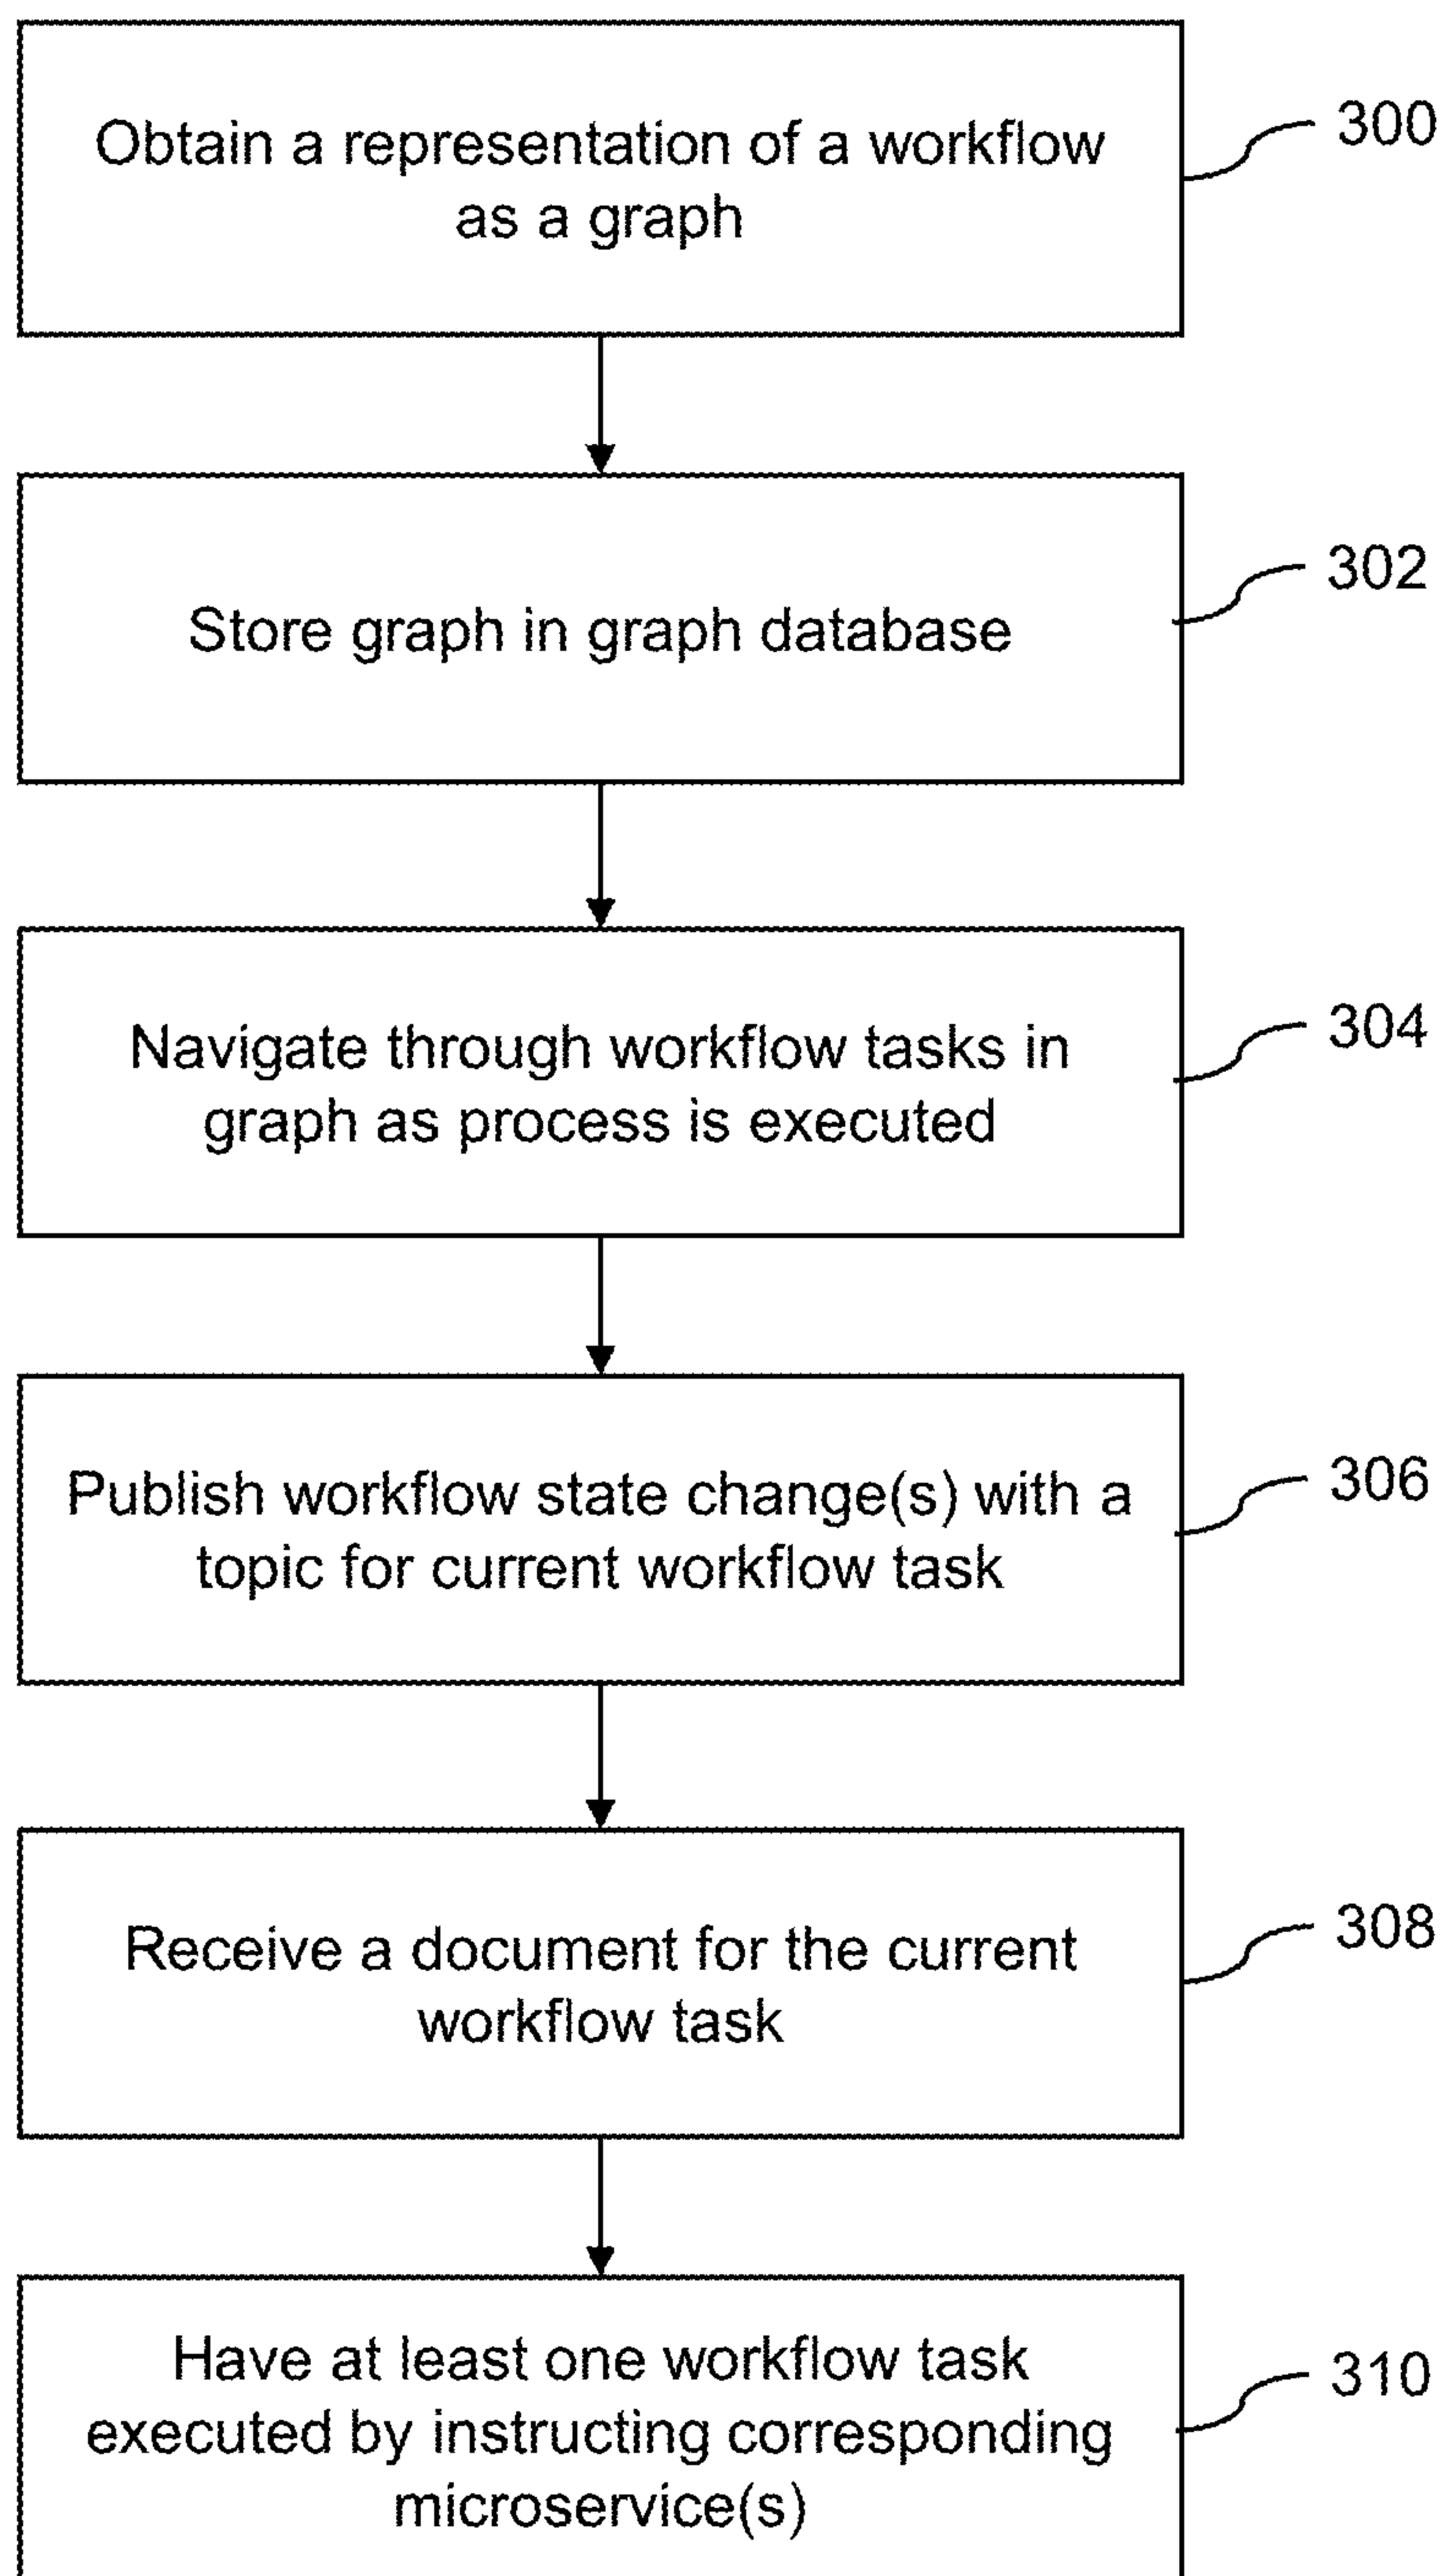 Obtain a representation of a workflow
as a graph
300
Store graph in graph database
302
Navigate through workflow tasks in
graph as process is executed
304
Publish workflow state change(s) with a
topic for current workflow task
306
Receive a document for the current
workflow task
308
Have at least one workflow task
executed by instructing corresponding
microservice(s)
310